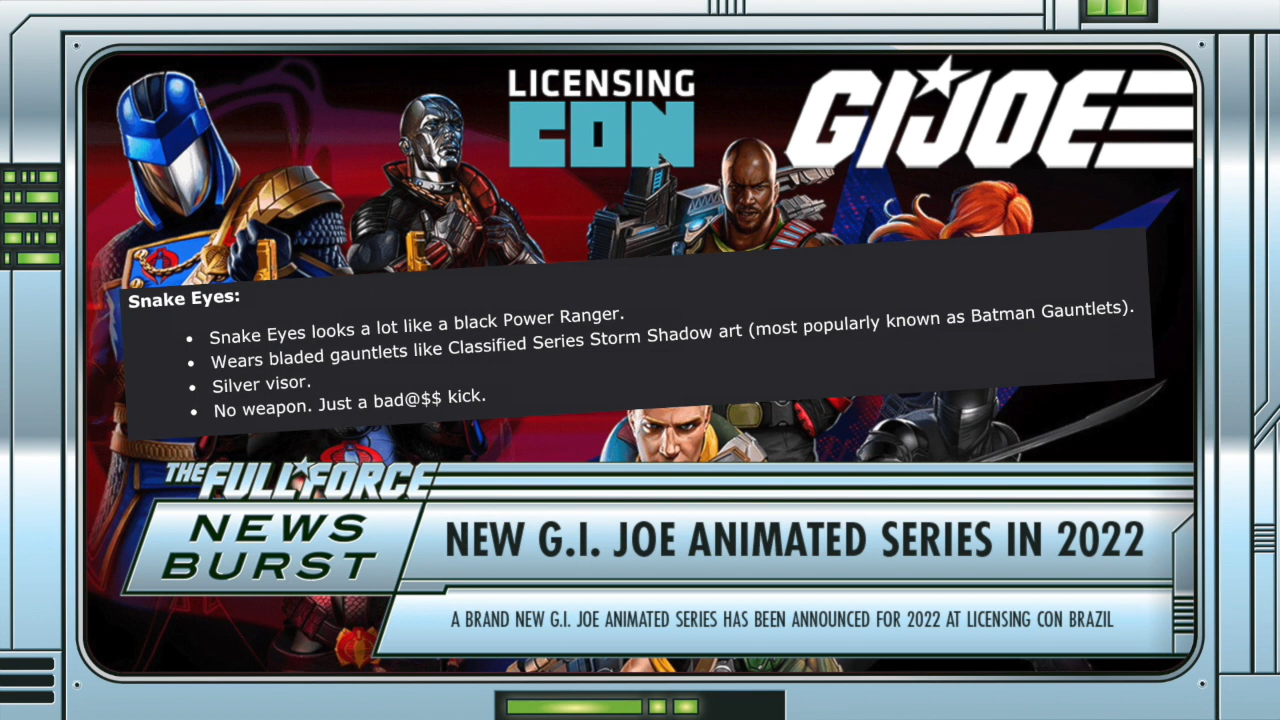 LICENSING
CON
GIJOE
Snake Eyes:
• Snake Eyes looks a lot like a black Power Ranger.
• Wears bladed gauntlets like Classified Series Storm Shadow art (most popularly known as Batman Gauntlets).
• Silver visor.
• No weapon. Just a bad@$$ kick.
THE FULL FORCE
NEWS
BURST
NEW G.I. JOE ANIMATED SERIES IN 2022
A BRAND NEW G.I. JOE ANIMATED SERIES HAS BEEN ANNOUNCED FOR 2022 AT LICENSING CON BRAZIL